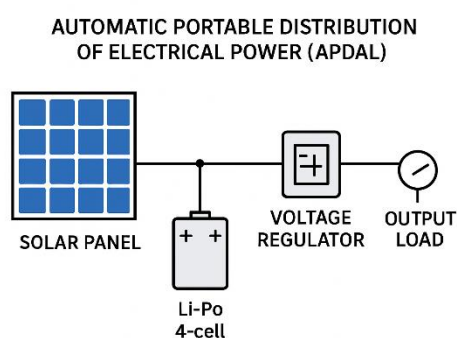 AUTOMATIC PORTABLE DISTRIBUTION
OF ELECTRICAL POWER (APDAL)
SOLAR PANEL
Li-Po
4-cell
VOLTAGE
REGULATOR
OUTPUT
LOAD